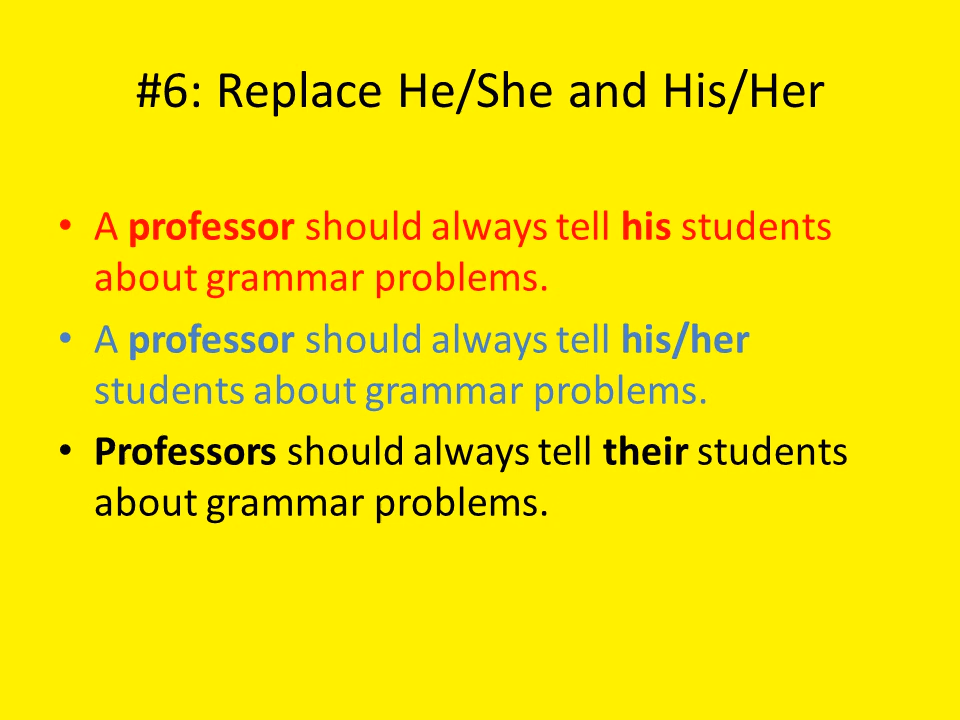 #6: Replace He/She and His/Her
• A professor should always tell his students
about grammar problems.
• A professor should always tell his/her
students about grammar problems.
• Professors should always tell their students
about grammar problems.